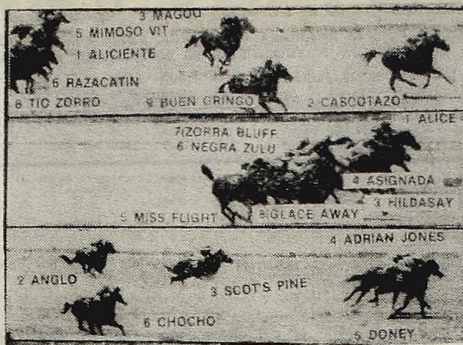 3 MAGOO
5 MIMOSO VIT
1 ALICIENTE
6 RAZACATIN
8 TIO ZORRO
9 BUEN GRINGO
2 CASCOTAZO
1 ALICE
7 ZORRA BLUFF
6 NEGRA ZULU
4 ASIGNADA
3 HILDASAY
5 MISS FLIGHT
8 GLACE AWAY
4 ADRIAN JONES
2 ANGLO
3 SCOTS PINE
6 CHOCHO
5 DONEY